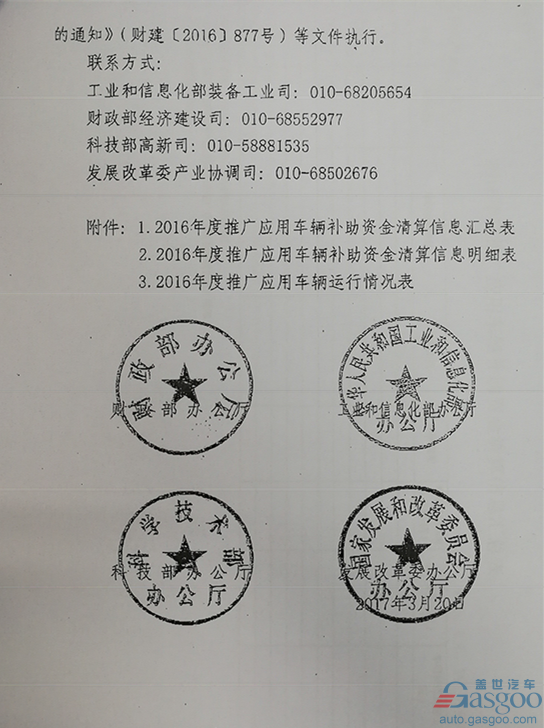 的通知》(财建〔2016〕877号)等文件执行。
联系方式:
工业和信息化部装备工业司: 010-68205654
财政部经济建设司: 010-68552977
科技部高新司: 010-58881535
发展改革委产业协调司: 010-68502676
附件: 1.2016年度推广应用车辆补助资金清算信息汇总表
2.2016年度推广应用车辆补助资金清算信息明细表
3.2016年度推广应用车辆运行情况表
财政部办公厅
财政部办公厅
中华人民共和国工业和信息化部
工业和信息化部办公厅
办公厅
科学技术部
科技部办公厅
办公厅
国家发展和改革委员会
发展改革委办公厅
办公厅
2017年3月20日
盖世汽车
Gasgoo
auto.gasgoo.com